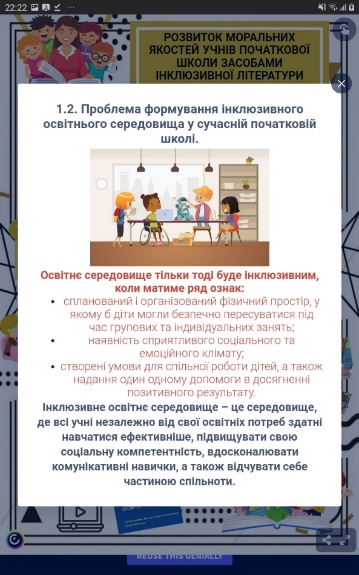 22:22
РОЗВИТОК МОРАЛЬНИХ
ЯКОСТЕЙ УЧНІВ ПОЧАТКОВОЇ
ШКОЛИ ЗАСОБАМИ
ІНКЛЮЗИВНОЇ ЛІТЕРАТУРИ
1.2. Проблема формування інклюзивного
освітнього середовища у сучасній початковій
школі.
Освітнє середовище тільки тоді буде інклюзивним,
коли матиме ряд ознак:
• спланований і організований фізичний простір, у
якому б діти могли безпечно пересуватися під
час групових та індивідуальних занять;
• наявність сприятливого соціального та
емоційного клімату;
• створені умови для спільної роботи дітей, а також
надання один одному допомоги в досягненні
позитивного результату.
Інклюзивне освітнє середовище – це середовище,
де всі учні незалежно від свої освітніх потреб здатні
навчатися ефективніше, підвищувати свою
соціальну компетентність, вдосконалювати
комунікативні навички, а також відчувати себе
частиною спільноти.
REUSE THIS GENIALLY